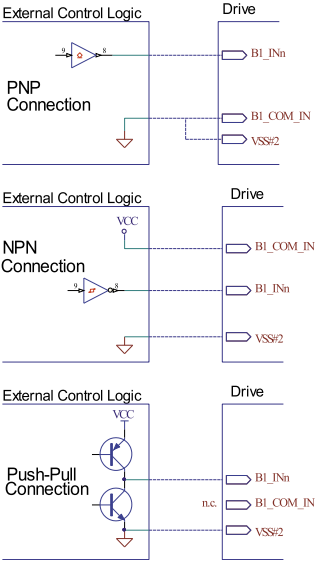 External Control Logic
Drive
9
8
B1_INn
PNP
Connection
B1_COM_IN
VSS#2
External Control Logic
Drive
VCC
NPN
Connection
B1_COM_IN
9
8
B1_INn
VSS#2
External Control Logic
Drive
VCC
Push-Pull
Connection
B1_INn
n.c.
B1_COM_IN
VSS#2